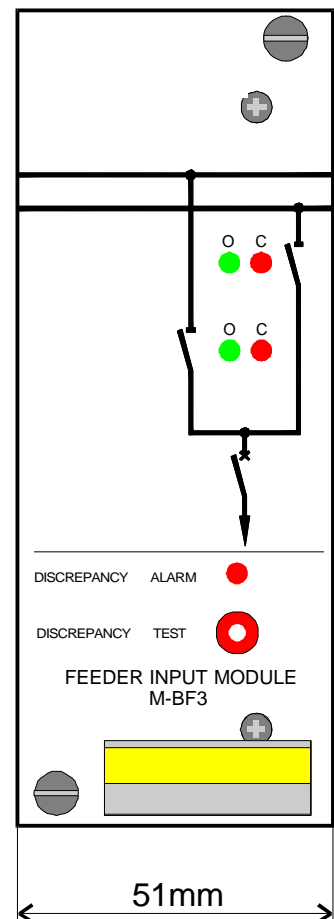 O C
O C
DISCREPANCY ALARM
DISCREPANCY TEST
FEEDER INPUT MODULE
M-BF3
51mm